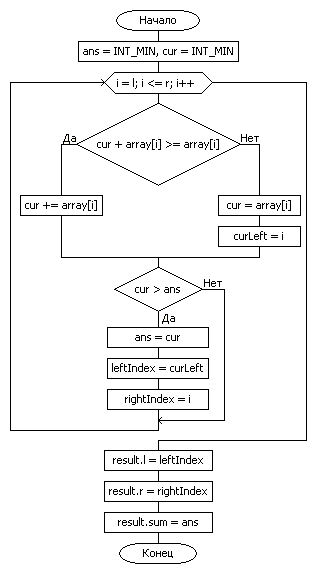 Начало
ans = INT_MIN, cur = INT_MIN
i = l; i <= r; i++
Да
Нет
cur + array[i] >= array[i]
cur += array[i]
cur = array[i]
curLeft = i
cur > ans
Нет
Да
ans = cur
leftIndex = curLeft
rightIndex = i
result.l = leftIndex
result.r = rightIndex
result.sum = ans
Конец